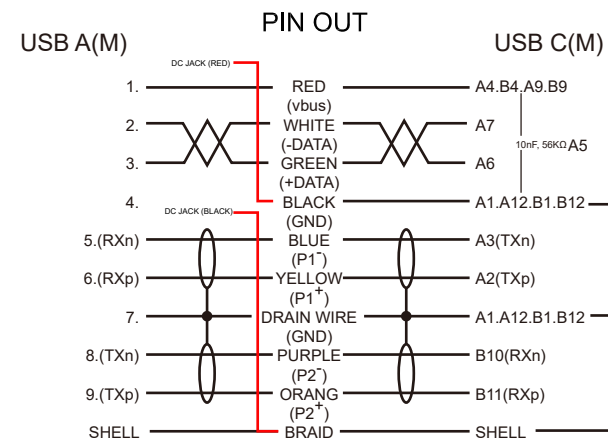 PIN OUT
USB A(M)
USB C(M)
DC JACK (RED)
1.
RED
A4.B4.A9.B9
(vbus)
2.
WHITE
A7
(-DATA)
10nF, 56KΩ A5
3.
GREEN
A6
(+DATA)
4.
BLACK
A1.A12.B1.B12
DC JACK (BLACK)
(GND)
5.(RXn)
BLUE
A3(TXn)
(P1-)
6.(RXp)
YELLOW
A2(TXp)
(P1+)
7.
DRAIN WIRE
A1.A12.B1.B12
(GND)
8.(TXn)
PURPLE
B10(RXn)
(P2-)
9.(TXp)
ORANG
B11(RXp)
(P2+)
SHELL
BRAID
SHELL